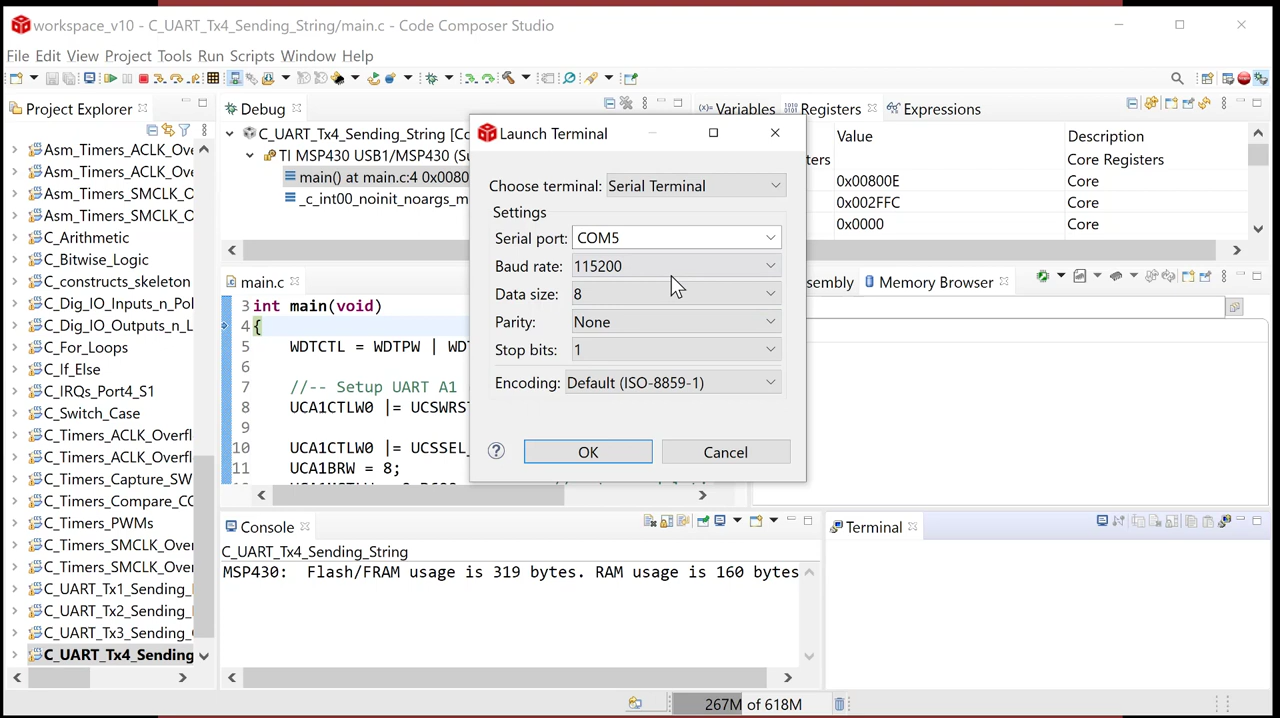 workspace_v10 - C_UART_Tx4_Sending_String/main.c - Code Composer Studio
File Edit View Project Tools Run Scripts Window Help
Project Explorer
Asm_Timers_ACLK_Ove
Asm_Timers_ACLK_Ove
Asm_Timers_SMCLK_O
Asm_Timers_SMCLK_O
C_Arithmetic
C_Bitwise_Logic
C_constructs_skeleton
C_Dig_IO_Inputs_n_Pol
C_Dig_IO_Outputs_n_L
C_For_Loops
C_If_Else
C_IRQs_Port4_S1
C_Switch_Case
C_Timers_ACLK_Overfl
C_Timers_ACLK_Overfl
C_Timers_Capture_SW
C_Timers_Compare_CC
C_Timers_PWMs
C_Timers_SMCLK_Over
C_Timers_SMCLK_Over
C_UART_Tx1_Sending_
C_UART_Tx2_Sending_
C_UART_Tx3_Sending_
C_UART_Tx4_Sending
Debug
C_UART_Tx4_Sending_String [Co
TI MSP430 USB1/MSP430 (Su
main() at main.c:4 0x0080
_c_int00_noinit_noargs_m
(x)= Variables
Registers
Expressions
Value Description
ters Core Registers
0x00800E Core
0x002FFC Core
0x0000 Core
Launch Terminal
Choose terminal: Serial Terminal
Settings
Serial port: COM5
Baud rate: 115200
Data size: 8
Parity: None
Stop bits: 1
Encoding: Default (ISO-8859-1)
OK
Cancel
main.c
3 int main(void)
4 {
5 WDTCTL = WDTPW | WDT
6
7 //-- Setup UART A1
8 UCA1CTLW0 |= UCSWRST
9
10 UCA1CTLW0 |= UCSSEL_
11 UCA1BRW = 8;
sembly
Memory Browser
Console
C_UART_Tx4_Sending_String
MSP430: Flash/FRAM usage is 319 bytes. RAM usage is 160 bytes
Terminal
267M of 618M